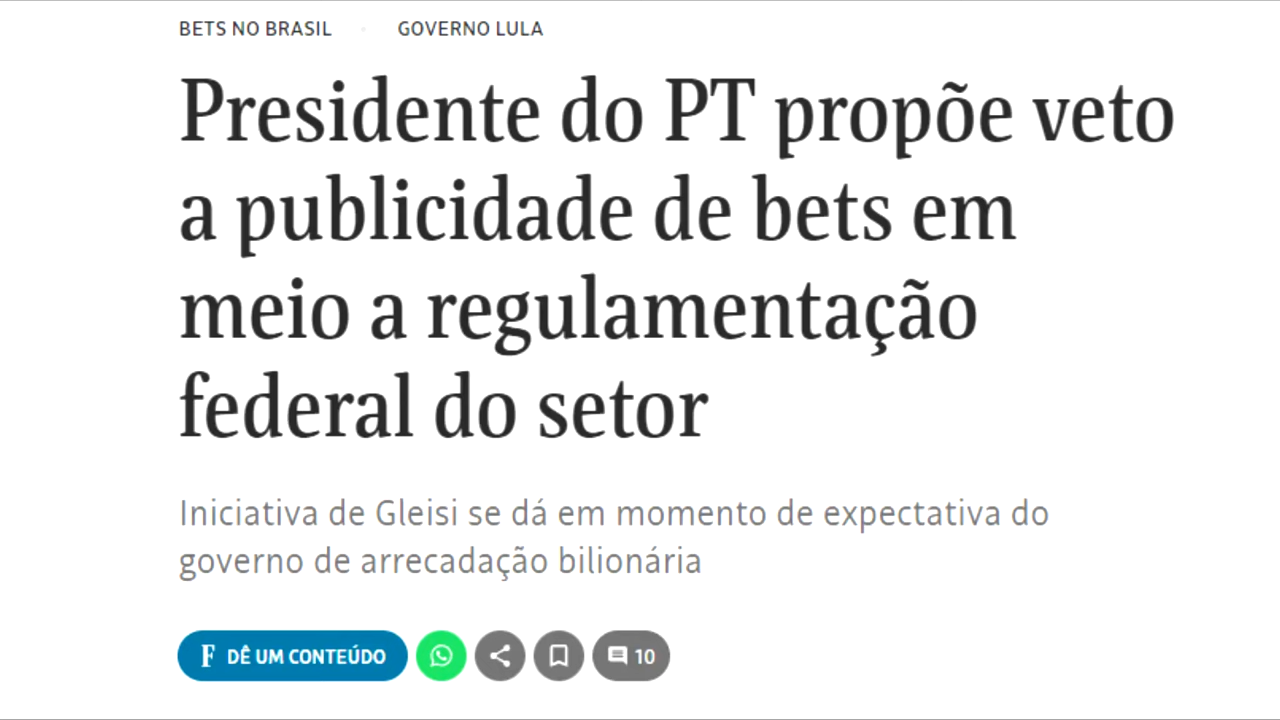 BETS NO BRASIL GOVERNO LULA
Presidente do PT propõe veto
a publicidade de bets em
meio a regulamentação
federal do setor
Iniciativa de Gleisi se dá em momento de expectativa do
governo de arrecadação bilionária
F DÊ UM CONTEÚDO 10